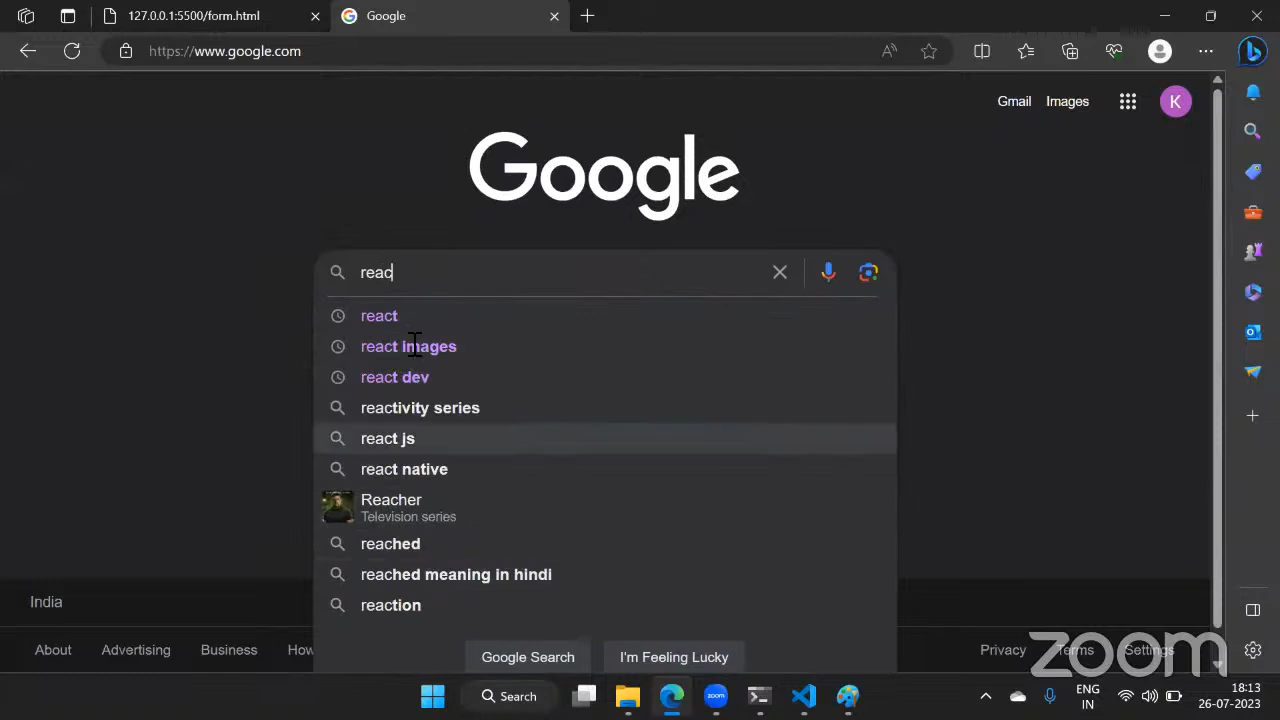 127.0.0.1:5500/form.html
Google
https://www.google.com
Gmail Images
K
Google
reac
react
react images
react dev
reactivity series
react js
react native
Reacher
Television series
reached
reached meaning in hindi
reaction
India
Google Search I'm Feeling Lucky
About Advertising Business How
Privacy Terms Settings
zoom
Search
zoom
ENG
IN
18:13
26-07-2023